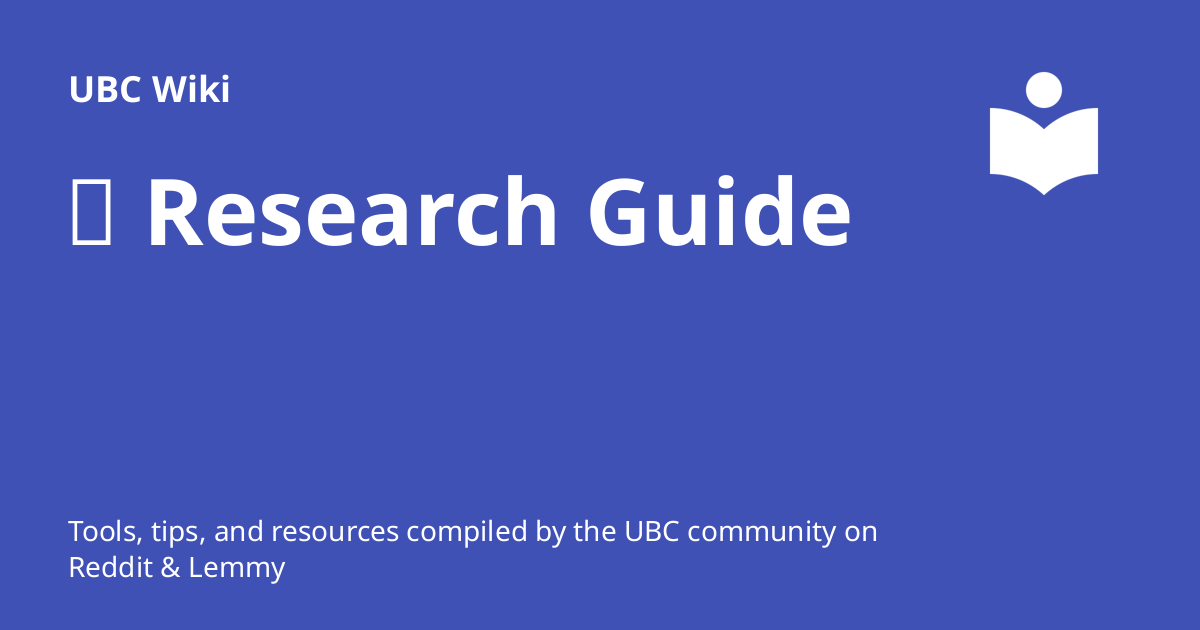 UBC Wiki
Research Guide
Tools, tips, and resources compiled by the UBC community on
Reddit & Lemmy